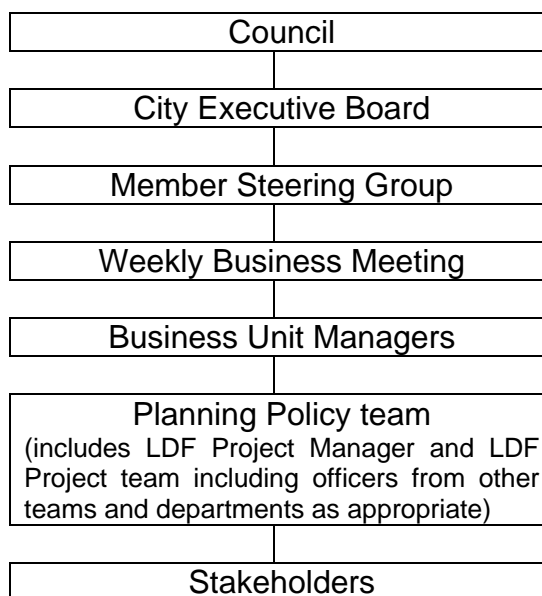 Council
City Executive Board
Member Steering Group
Weekly Business Meeting
Business Unit Managers
Planning Policy team
(includes LDF Project Manager and LDF
Project team including officers from other
teams and departments as appropriate)
Stakeholders